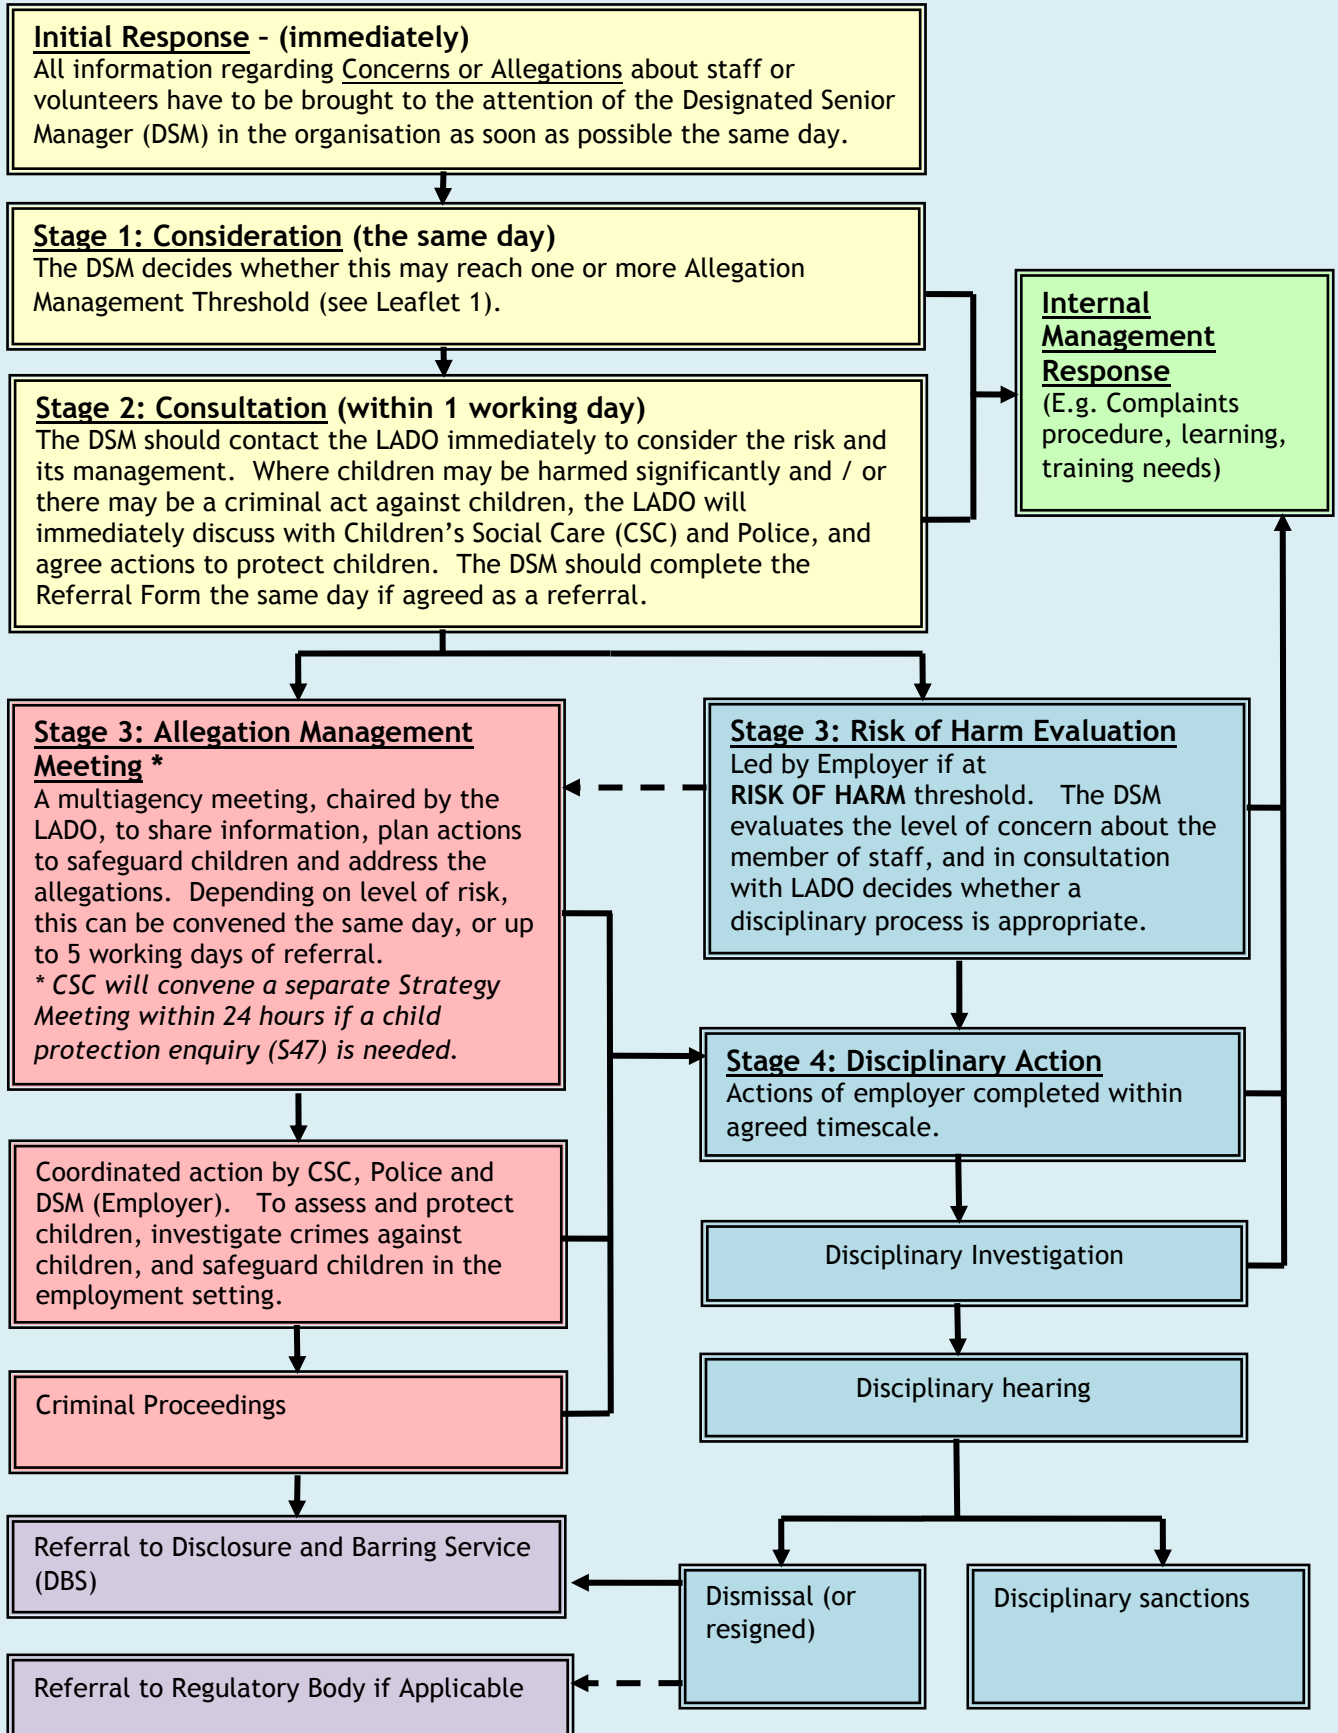 Initial Response – (immediately)
All information regarding Concerns or Allegations about staff or
volunteers have to be brought to the attention of the Designated Senior
Manager (DSM) in the organisation as soon as possible the same day.
Stage 1: Consideration (the same day)
The DSM decides whether this may reach one or more Allegation
Management Threshold (see Leaflet 1).
Internal
Management
Response
(E.g. Complaints
procedure, learning,
training needs)
Stage 2: Consultation (within 1 working day)
The DSM should contact the LADO immediately to consider the risk and
its management. Where children may be harmed significantly and / or
there may be a criminal act against children, the LADO will
immediately discuss with Children’s Social Care (CSC) and Police, and
agree actions to protect children. The DSM should complete the
Referral Form the same day if agreed as a referral.
Stage 3: Allegation Management
Meeting *
A multiagency meeting, chaired by the
LADO, to share information, plan actions
to safeguard children and address the
allegations. Depending on level of risk,
this can be convened the same day, or up
to 5 working days of referral.
* CSC will convene a separate Strategy
Meeting within 24 hours if a child
protection enquiry (S47) is needed.
Stage 3: Risk of Harm Evaluation
Led by Employer if at
RISK OF HARM threshold. The DSM
evaluates the level of concern about the
member of staff, and in consultation
with LADO decides whether a
disciplinary process is appropriate.
Stage 4: Disciplinary Action
Actions of employer completed within
agreed timescale.
Coordinated action by CSC, Police and
DSM (Employer). To assess and protect
children, investigate crimes against
children, and safeguard children in the
employment setting.
Disciplinary Investigation
Criminal Proceedings
Disciplinary hearing
Referral to Disclosure and Barring Service
(DBS)
Dismissal (or
resigned)
Disciplinary sanctions
Referral to Regulatory Body if Applicable